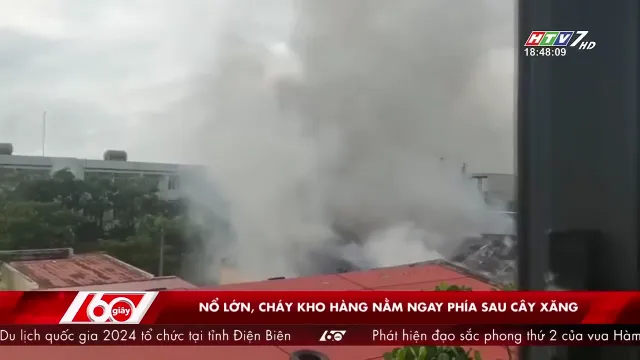 HTV7 HD
18:48:09
60 giây
NỔ LỚN, CHÁY KHO HÀNG NẰM NGAY PHÍA SAU CÂY XĂNG
Du lịch quốc gia 2024 tổ chức tại tỉnh Điện Biên
60
Phát hiện đạo sắc phong thứ 2 của vua Hàm